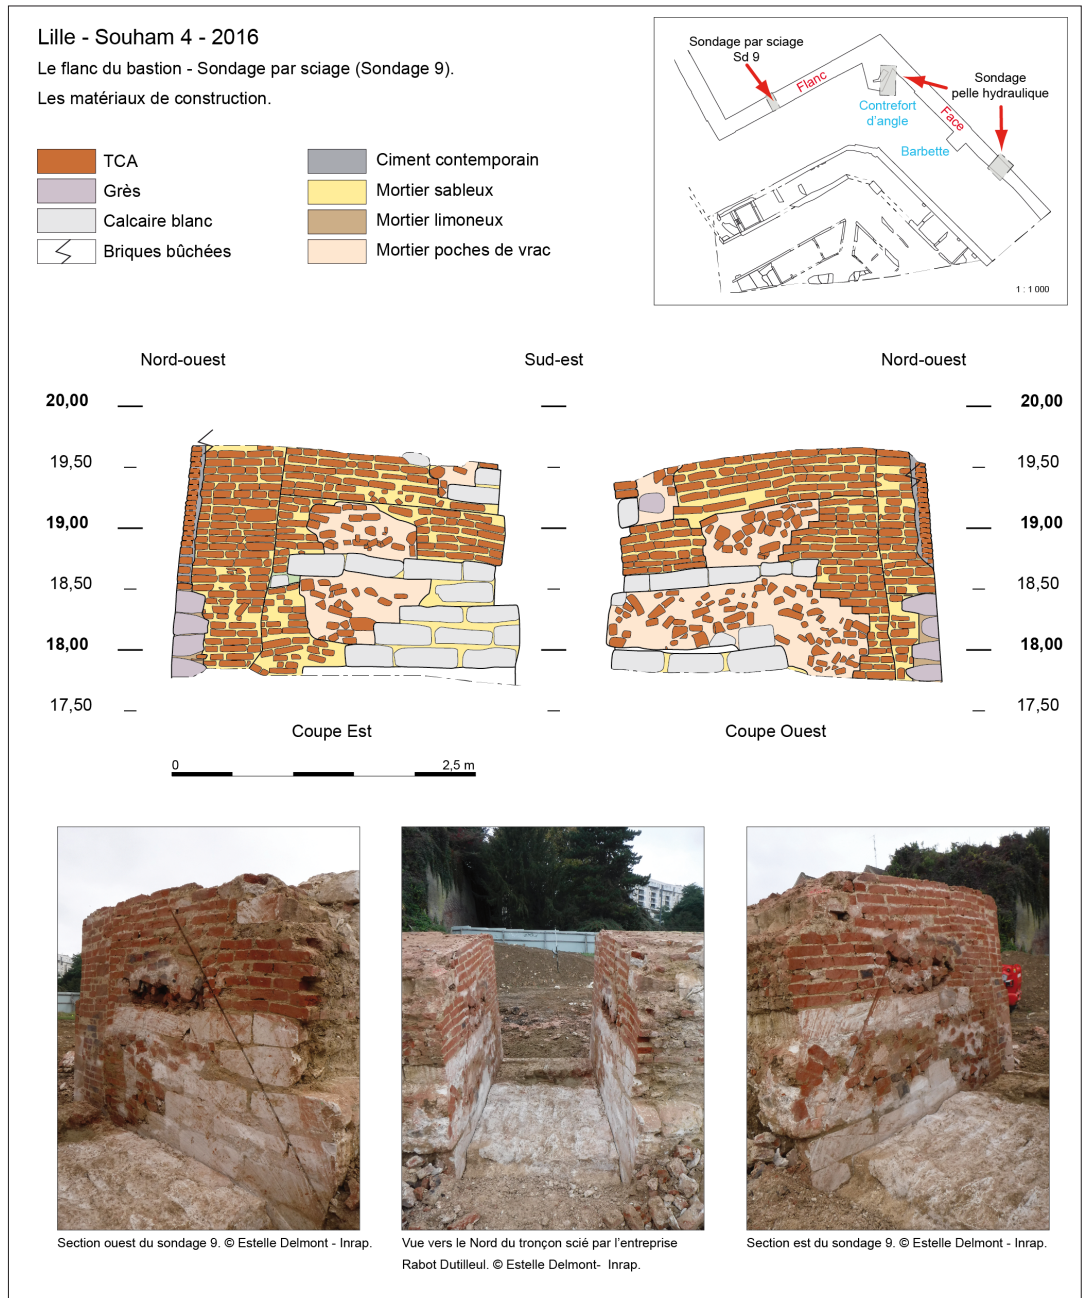 Lille - Souham 4 - 2016
Le flanc du bastion - Sondage par sciage (Sondage 9).
Les matériaux de construction.
TCA
Grès
Calcaire blanc
Briques bûchées
Ciment contemporain
Mortier sableux
Mortier limoneux
Mortier poches de vrac
Sondage par sciage
Sd 9
Flanc
Sondage
pelle hydraulique
Contrefort
d'angle
Face
Barbette
1 : 1 000
Nord-ouest
Sud-est
Nord-ouest
20,00
20,00
19,50
19,50
19,00
19,00
18,50
18,50
18,00
18,00
17,50
17,50
Coupe Est
Coupe Ouest
0
2,5 m
Section ouest du sondage 9. © Estelle Delmont - Inrap.
Vue vers le Nord du tronçon scié par l'entreprise
Rabot Dutilleul. © Estelle Delmont- Inrap.
Section est du sondage 9. © Estelle Delmont - Inrap.